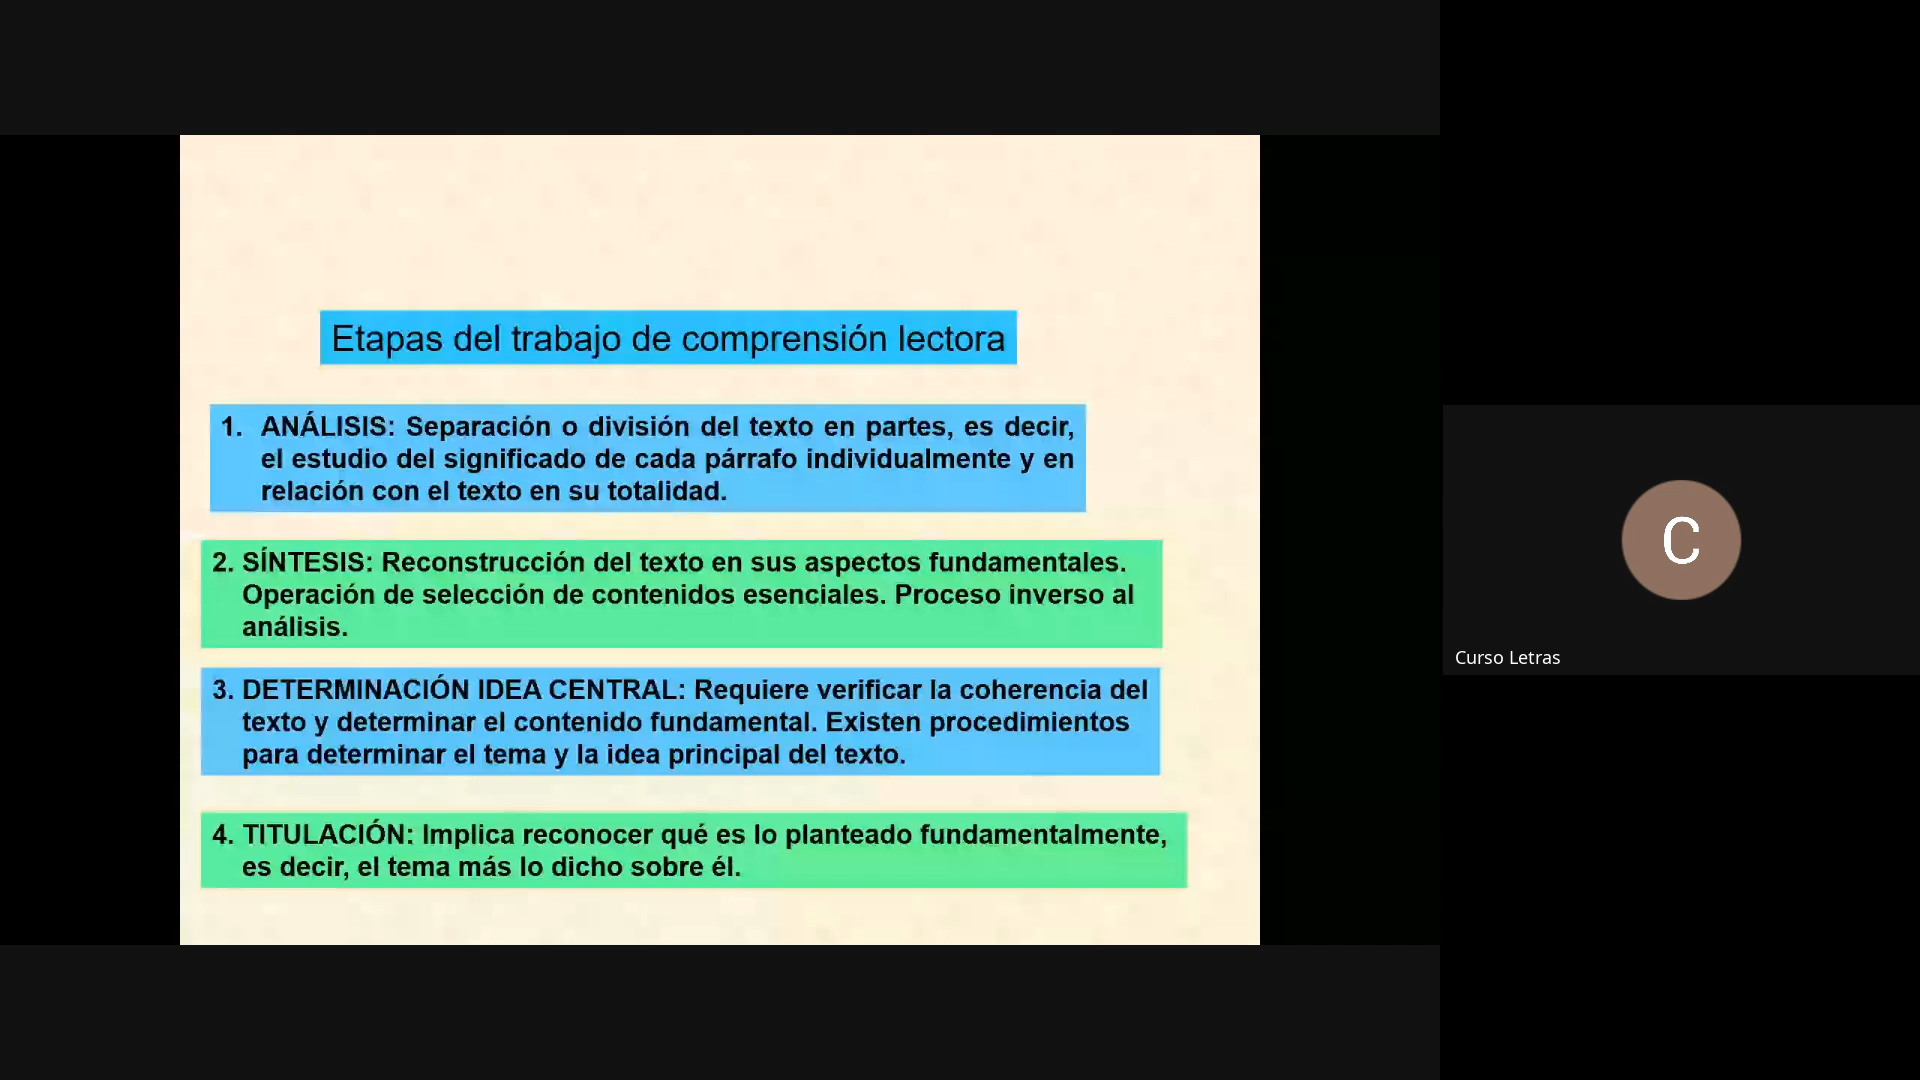 Etapas del trabajo de comprensión lectora
1. ANÁLISIS: Separación o división del texto en partes, es decir,
el estudio del significado de cada párrafo individualmente y en
relación con el texto en su totalidad.
2. SÍNTESIS: Reconstrucción del texto en sus aspectos fundamentales.
Operación de selección de contenidos esenciales. Proceso inverso al
análisis.
3. DETERMINACIÓN IDEA CENTRAL: Requiere verificar la coherencia del
texto y determinar el contenido fundamental. Existen procedimientos
para determinar el tema y la idea principal del texto.
4. TITULACIÓN: Implica reconocer qué es lo planteado fundamentalmente,
es decir, el tema más lo dicho sobre él.
C
Curso Letras